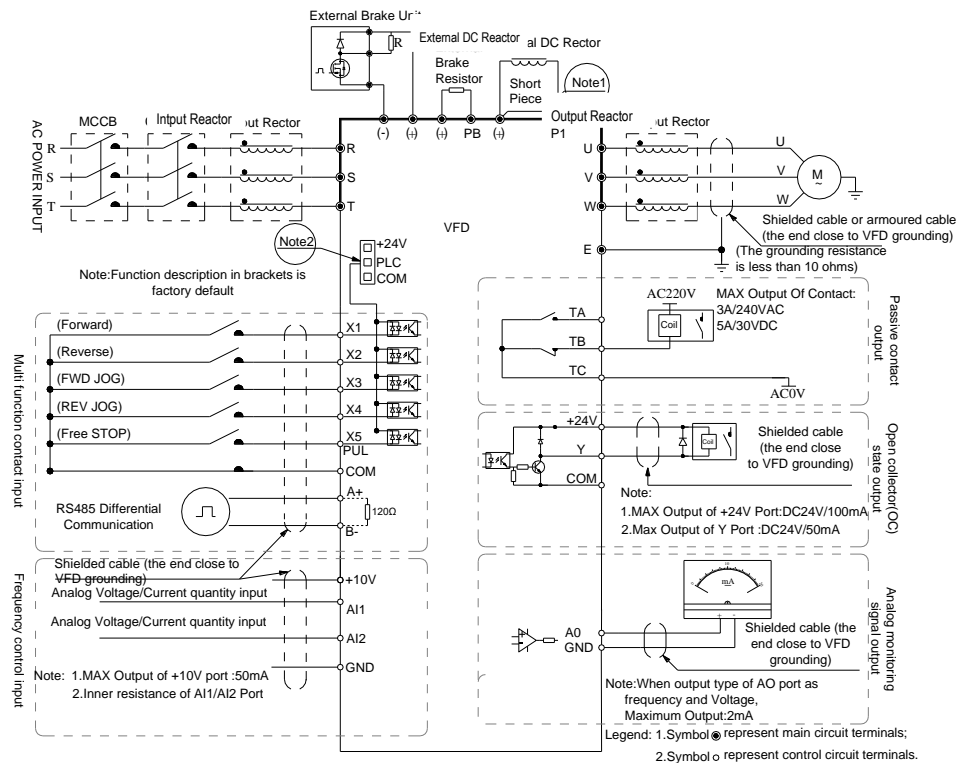 External Brake Un
R
External DC Reactor
al DC Rector
Brake
Resistor
Short
Piece
Note1
MCCB
Intput Reactor
ut Rector
(-)
(+)
(+)
PB
(+)
P1
Output Reactor
ut Rector
AC POWER INPUT
R
S
T
R
S
T
U
V
W
U
V
W
M
~
VFD
E
Shielded cable or armoured cable
(the end close to VFD grounding)
(The grounding resistance
is less than 10 ohms)
Note2
+24V
PLC
COM
Note:Function description in brackets is
factory default
Multi function contact input
(Forward)
X1
(Reverse)
X2
(FWD JOG)
X3
(REV JOG)
X4
(Free STOP)
X5
PUL
COM
RS485 Differential
Communication
A+
120Ω
B-
Shielded cable (the end close to
VFD grounding)
Frequency control input
+10V
Analog Voltage/Current quantity input
AI1
Analog Voltage/Current quantity input
AI2
GND
Note: 1.MAX Output of +10V port :50mA
2.Inner resistance of AI1/AI2 Port
TA
TB
TC
AC220V
Coil
AC0V
MAX Output Of Contact:
3A/240VAC
5A/30VDC
Passive contact
output
+24V
Y
COM
Coil
Shielded cable
(the end close
to VFD grounding)
Note:
1.MAX Output of +24V Port:DC24V/100mA
2.Max Output of Y Port :DC24V/50mA
Open collector(OC)
state output
0
10
20
mA
+ -
A0
GND
Shielded cable (the
end close to VFD
grounding)
Note:When output type of AO port as
frequency and Voltage,
Maximum Output:2mA
Analog monitoring
signal output
Legend: 1.Symbol represent main circuit terminals;
2.Symbol represent control circuit terminals.